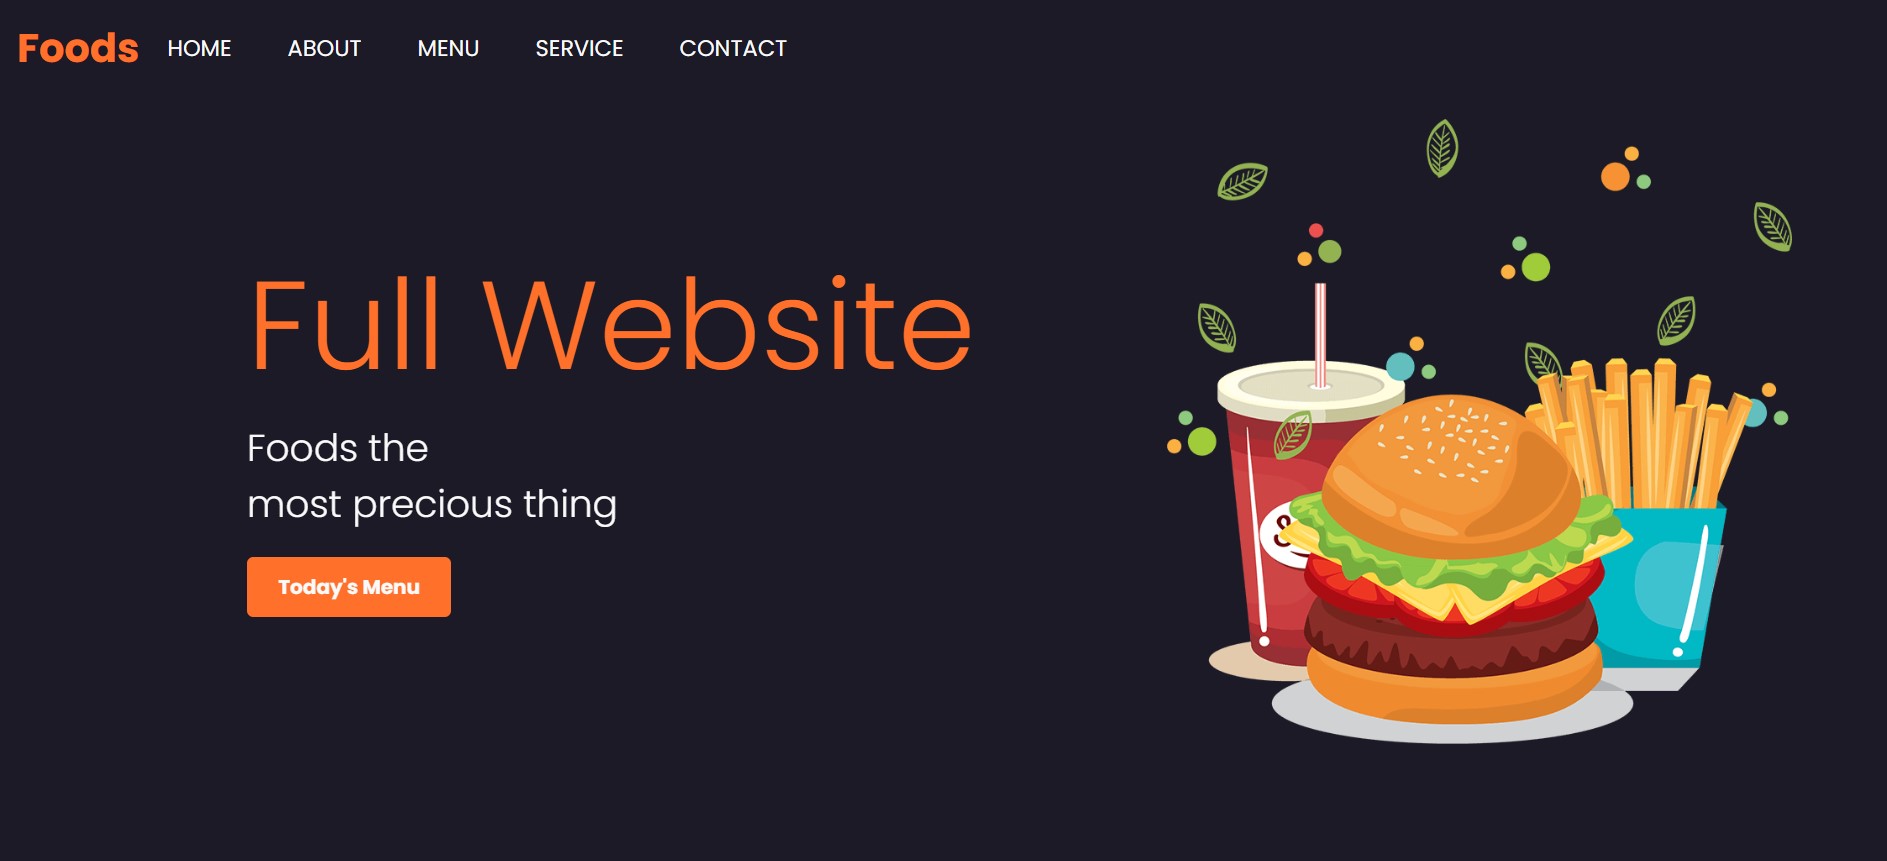 Foods HOME ABOUT MENU SERVICE CONTACT
Full Website
Foods the
most precious thing
Today's Menu